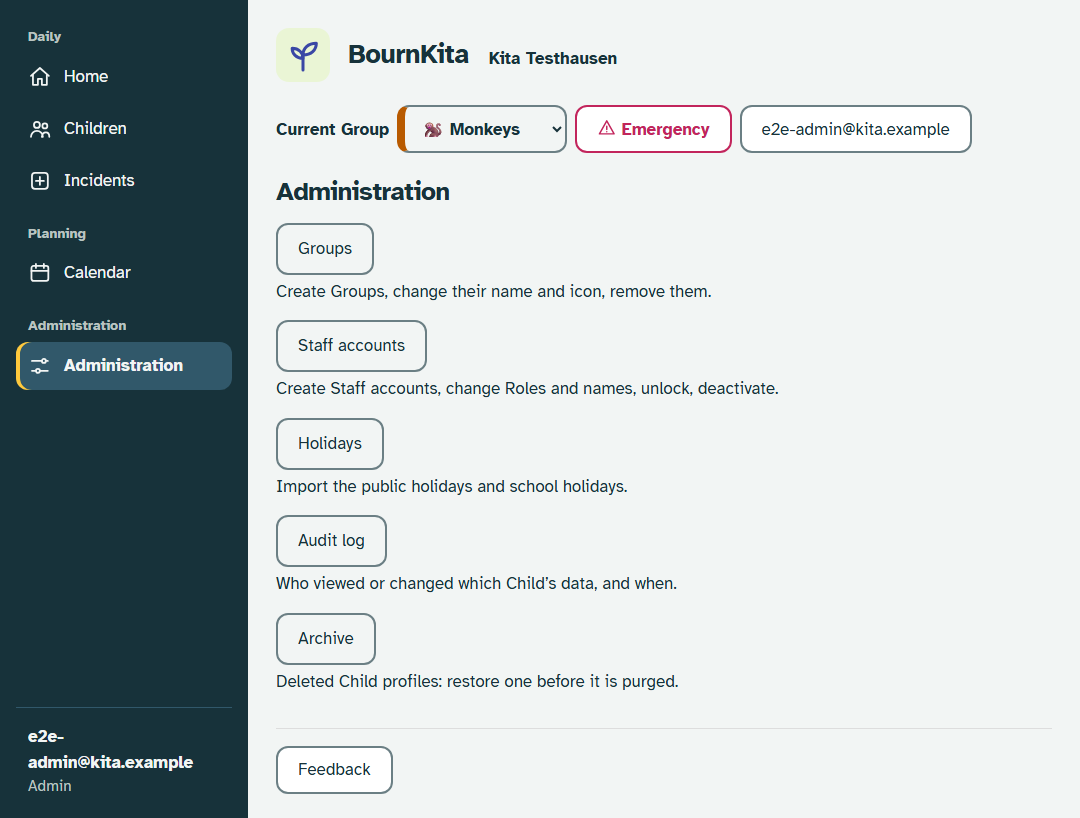 Daily
Home
Children
Incidents
Planning
Calendar
Administration
Administration
e2e-
admin@kita.example
Admin
BournKita
Kita Testhausen
Current Group
Monkeys
Emergency
e2e-admin@kita.example
Administration
Groups
Create Groups, change their name and icon, remove them.
Staff accounts
Create Staff accounts, change Roles and names, unlock, deactivate.
Holidays
Import the public holidays and school holidays.
Audit log
Who viewed or changed which Child’s data, and when.
Archive
Deleted Child profiles: restore one before it is purged.
Feedback